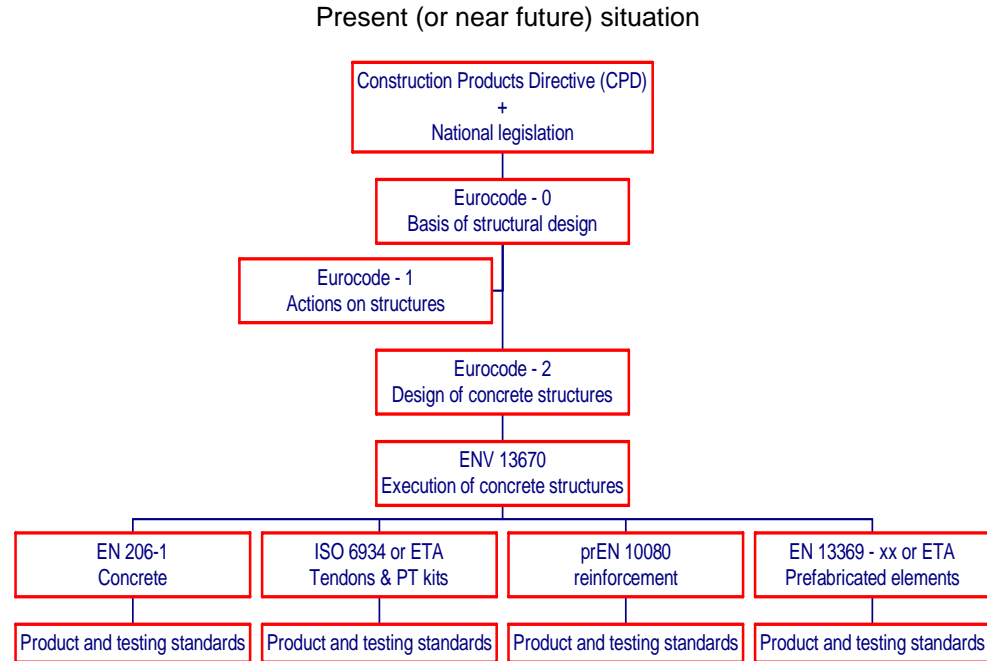 Present (or near future) situation
Construction Products Directive (CPD)
+
National legislation
Eurocode - 0
Basis of structural design
Eurocode - 1
Actions on structures
Eurocode - 2
Design of concrete structures
ENV 13670
Execution of concrete structures
EN 206-1
Concrete
ISO 6934 or ETA
Tendons & PT kits
prEN 10080
reinforcement
EN 13369 - xx or ETA
Prefabricated elements
Product and testing standards
Product and testing standards
Product and testing standards
Product and testing standards